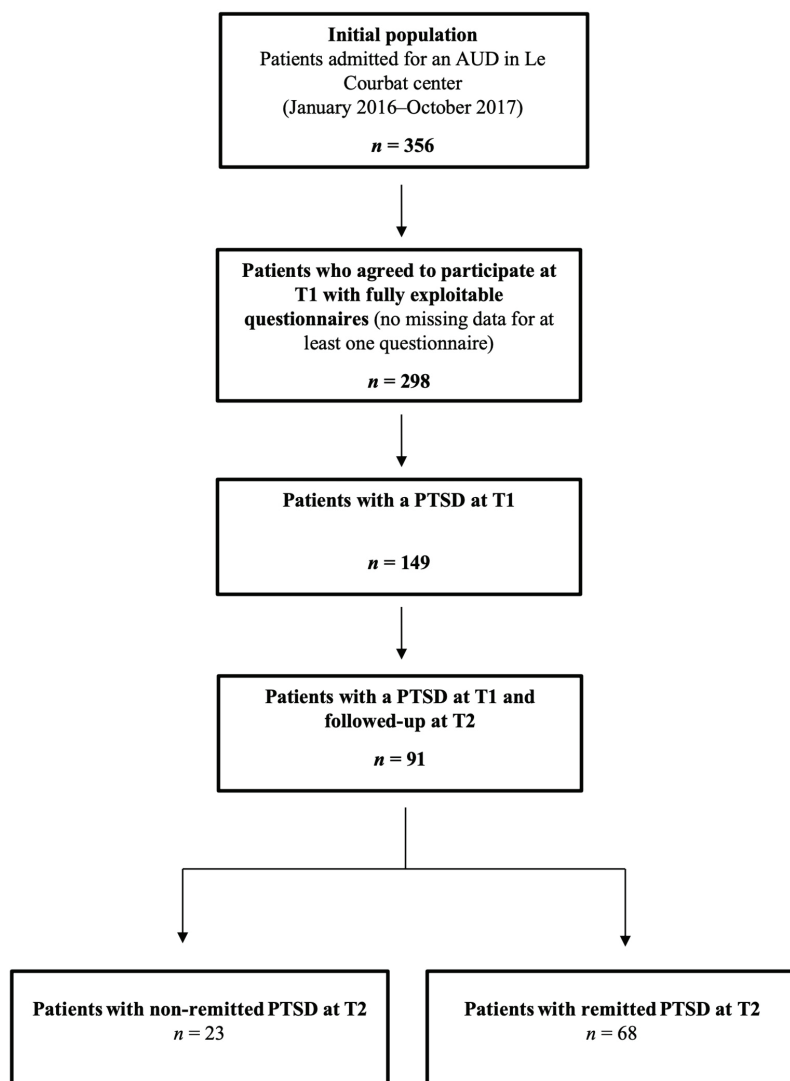 Initial population
Patients admitted for an AUD in Le
Courbat center
(January 2016–October 2017)
n = 356
Patients who agreed to participate at
T1 with fully exploitable
questionnaires (no missing data for at
least one questionnaire)
n = 298
Patients with a PTSD at T1
n = 149
Patients with a PTSD at T1 and
followed-up at T2
n = 91
Patients with non-remitted PTSD at T2
n = 23
Patients with remitted PTSD at T2
n = 68